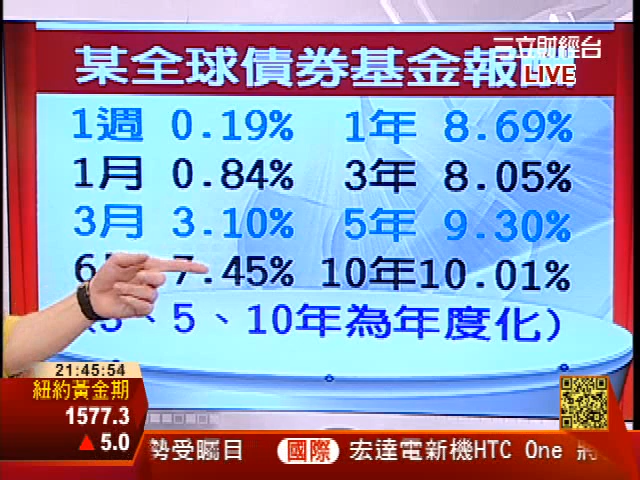 三立財經台
LIVE
某全球債券基金報
1週 0.19% 1年 8.69%
1月 0.84% 3年 8.05%
3月 3.10% 5年 9.30%
6 7.45% 10年10.01%
、5、10年為年度化)
21:45:54
紐約黃金期
1577.3
▲5.0
勢受矚目 國際 宏達電新機HTC One 將